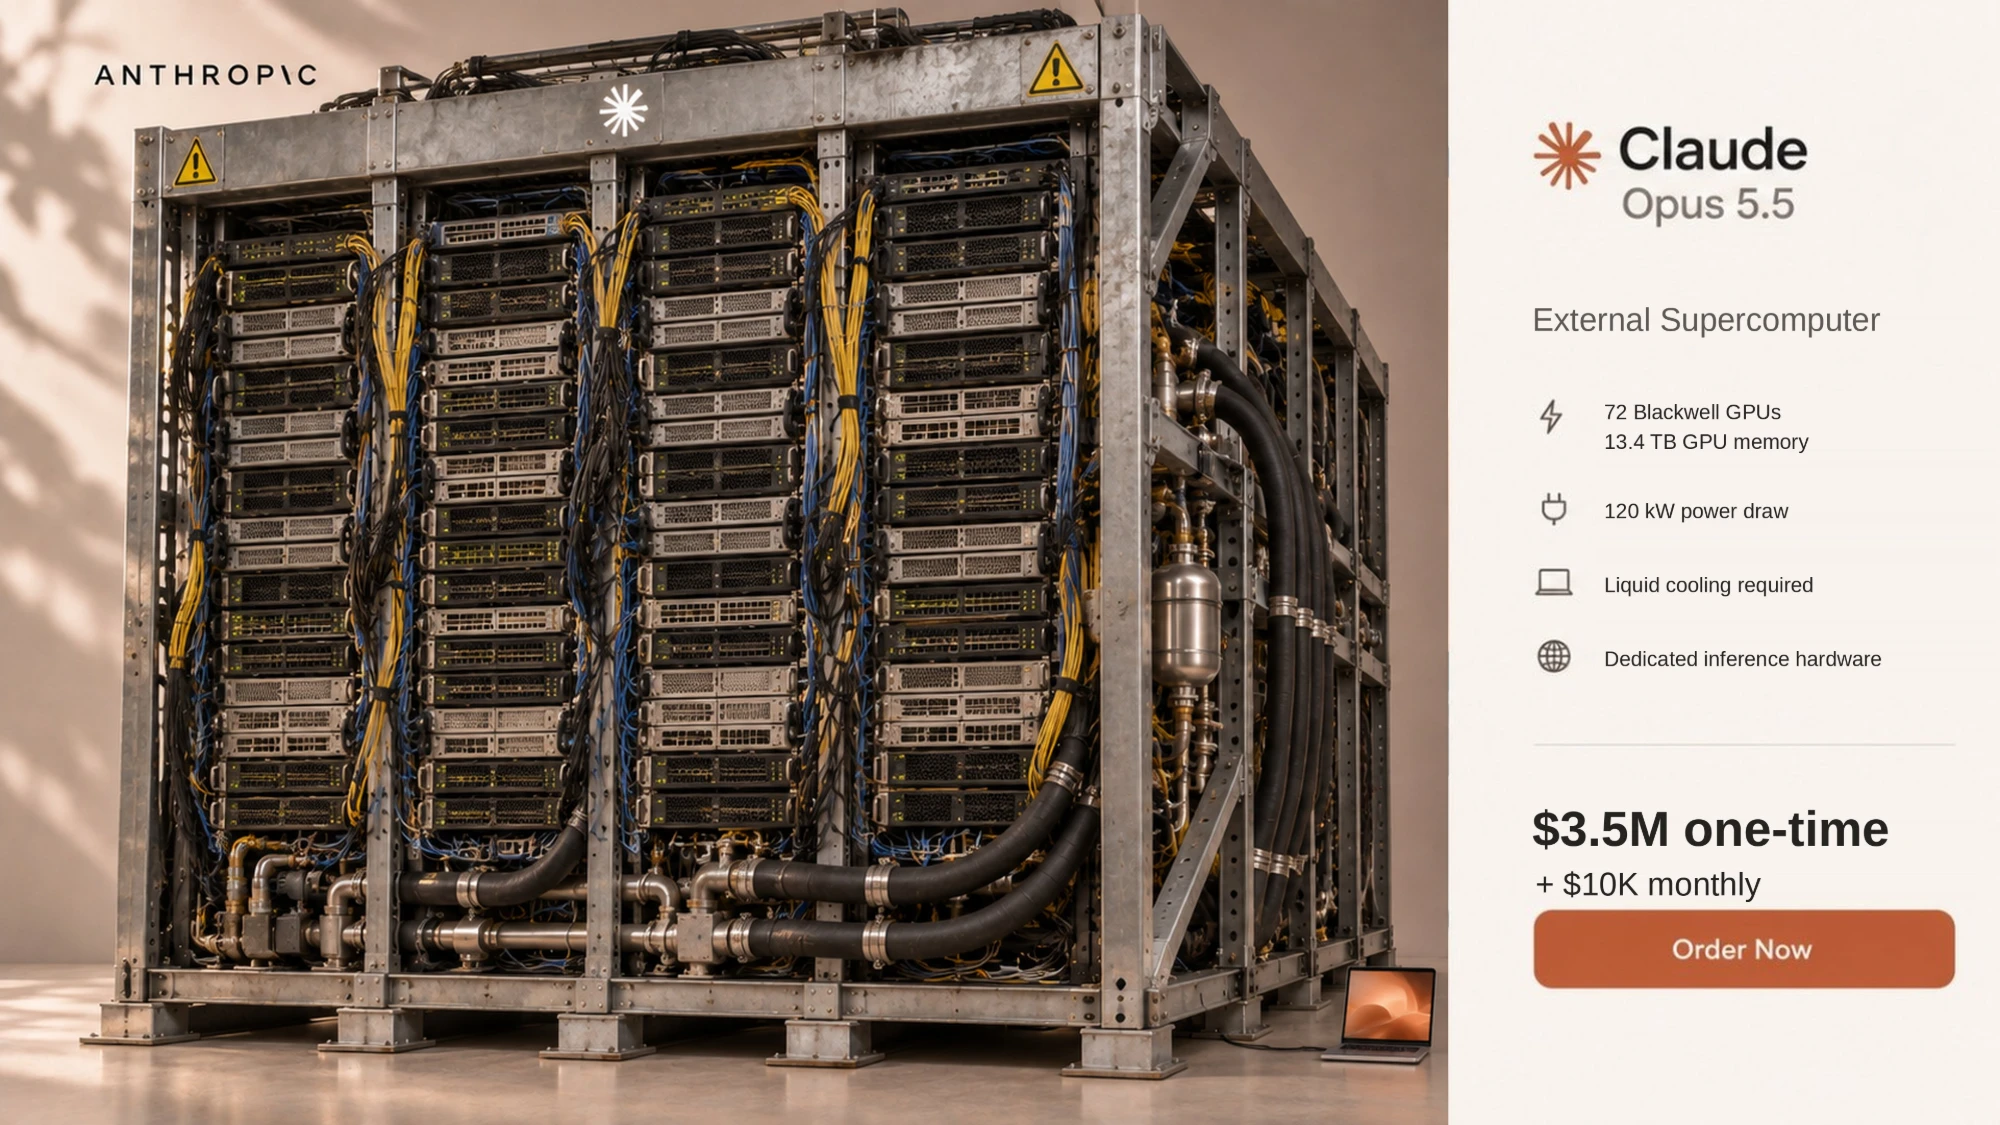 ANTHROP\C
Claude
Opus 5.5
External Supercomputer
72 Blackwell GPUs
13.4 TB GPU memory
120 kW power draw
Liquid cooling required
Dedicated inference hardware
$3.5M one-time
+ $10K monthly
Order Now